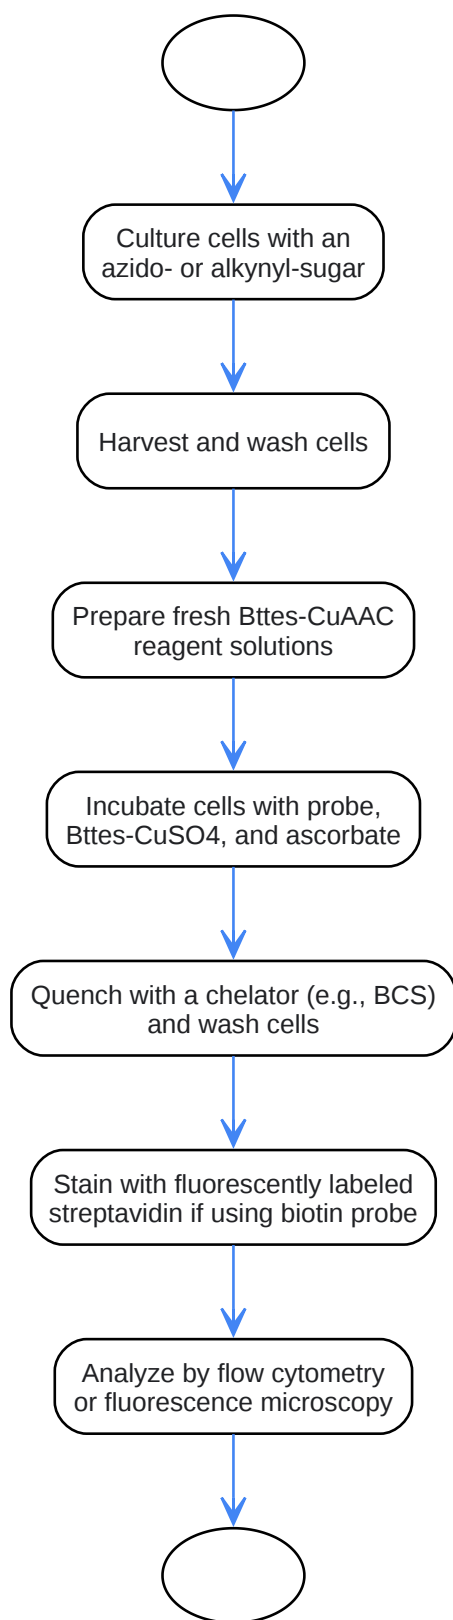 Culture cells with an
azido- or alkynyl-sugar
Harvest and wash cells
Prepare fresh Bttes-CuAAC
reagent solutions
Incubate cells with probe,
Bttes-CuSO4, and ascorbate
Quench with a chelator (e.g., BCS)
and wash cells
Stain with fluorescently labeled
streptavidin if using biotin probe
Analyze by flow cytometry
or fluorescence microscopy